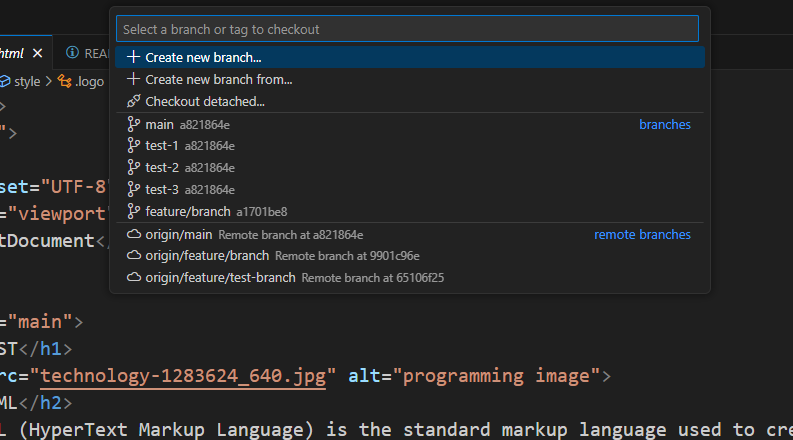 Select a branch or tag to checkout
html
Create new branch...
Create new branch from...
style > .logo
Checkout detached...
main a821864e branches
">
test-1 a821864e
test-2 a821864e
set="UTF-8"
test-3 a821864e
="viewport"
feature/branch a1701be8
tDocument</
origin/main Remote branch at a821864e remote branches
origin/feature/branch Remote branch at 9901c96e
origin/feature/test-branch Remote branch at 65106f25
="main">
ST</h1>
rc="technology-1283624_640.jpg" alt="programming image">
ML</h2>
L (HyperText Markup Language) is the standard markup language used to cre